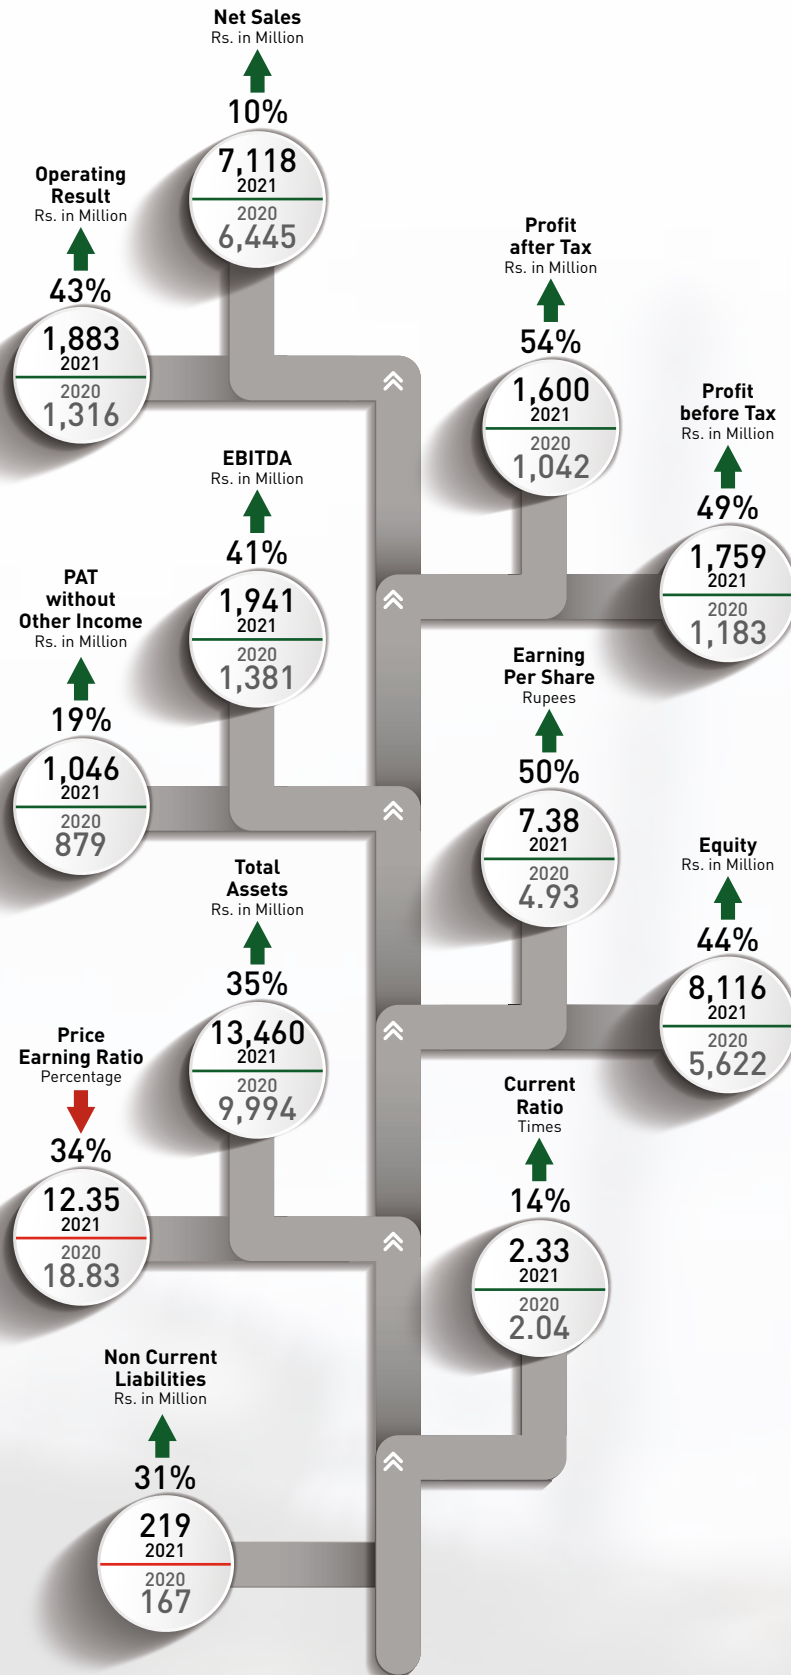 Net Sales
Rs. in Million
10%
7,118
2021
2020
6,445
Operating
Result
Rs. in Million
43%
1,883
2021
2020
1,316
Profit
after Tax
Rs. in Million
54%
1,600
2021
2020
1,042
Profit
before Tax
Rs. in Million
49%
1,759
2021
2020
1,183
EBITDA
Rs. in Million
41%
1,941
2021
2020
1,381
PAT
without
Other Income
Rs. in Million
19%
1,046
2021
2020
879
Earning
Per Share
Rupees
50%
7.38
2021
2020
4.93
Equity
Rs. in Million
44%
8,116
2021
2020
5,622
Total
Assets
Rs. in Million
35%
13,460
2021
2020
9,994
Price
Earning Ratio
Percentage
34%
12.35
2021
2020
18.83
Current
Ratio
Times
14%
2.33
2021
2020
2.04
Non Current
Liabilities
Rs. in Million
31%
219
2021
2020
167